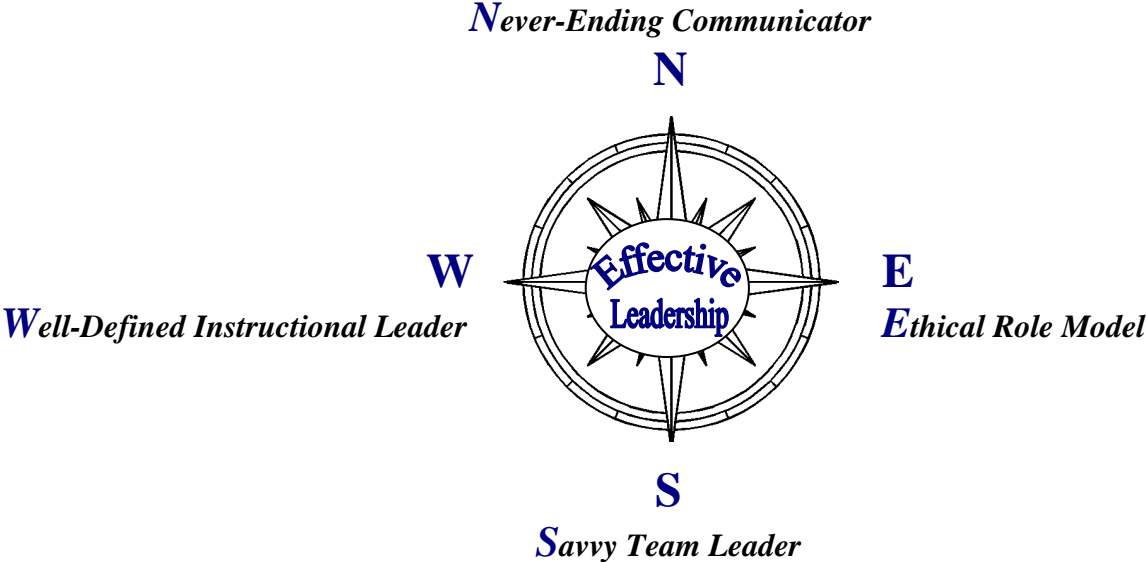 Never-Ending Communicator
N
Effective
Leadership
W
Well-Defined Instructional Leader
E
Ethical Role Model
S
Savvy Team Leader